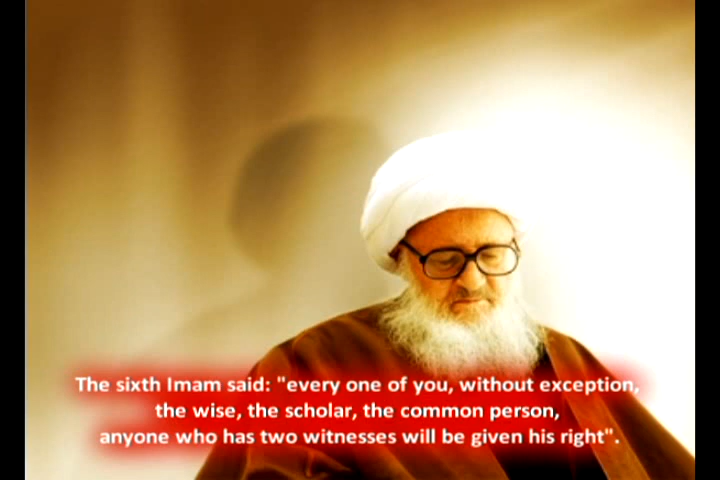 The sixth Imam said: "every one of you, without exception,
the wise, the scholar, the common person,
anyone who has two witnesses will be given his right".